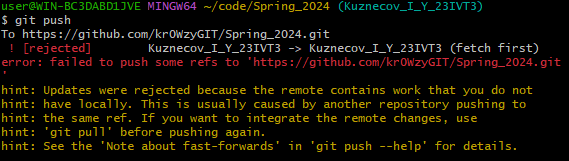 user@WIN-BC3DABD1JVE MINGW64 ~/code/Spring_2024 (Kuznecov_I_Y_23IVT3)
$ git push
To https://github.com/krOWzyGIT/Spring_2024.git
 ! [rejected]        Kuznecov_I_Y_23IVT3 -> Kuznecov_I_Y_23IVT3 (fetch first)
error: failed to push some refs to 'https://github.com/krOWzyGIT/Spring_2024.git
'
hint: Updates were rejected because the remote contains work that you do not
hint: have locally. This is usually caused by another repository pushing to
hint: the same ref. If you want to integrate the remote changes, use
hint: 'git pull' before pushing again.
hint: See the 'Note about fast-forwards' in 'git push --help' for details.